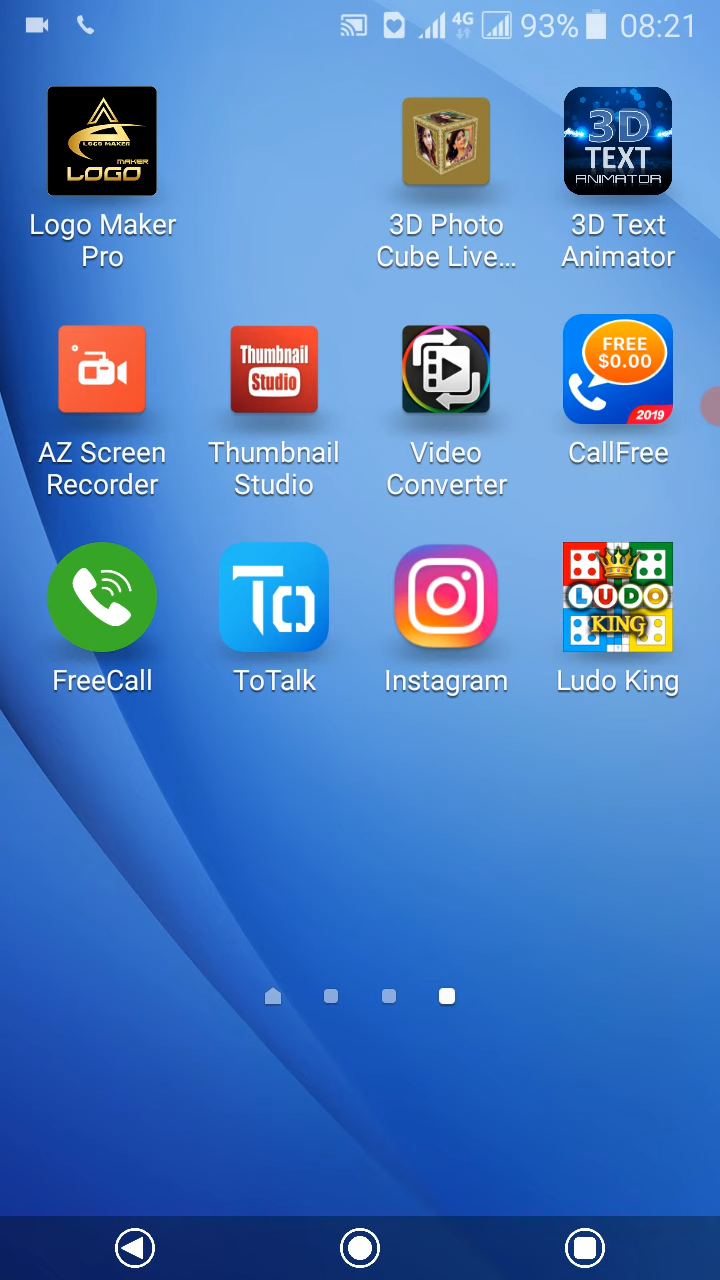 4G 93% 08:21
LOGO MAKER
MAKER
LOGO
3D
TEXT
ANIMATOR
Logo Maker
Pro
3D Photo
Cube Live...
3D Text
Animator
Thumbnail
Studio
FREE
$0.00
2019
AZ Screen
Recorder
Thumbnail
Studio
Video
Converter
CallFree
To
LUDO
KING
FreeCall
ToTalk
Instagram
Ludo King